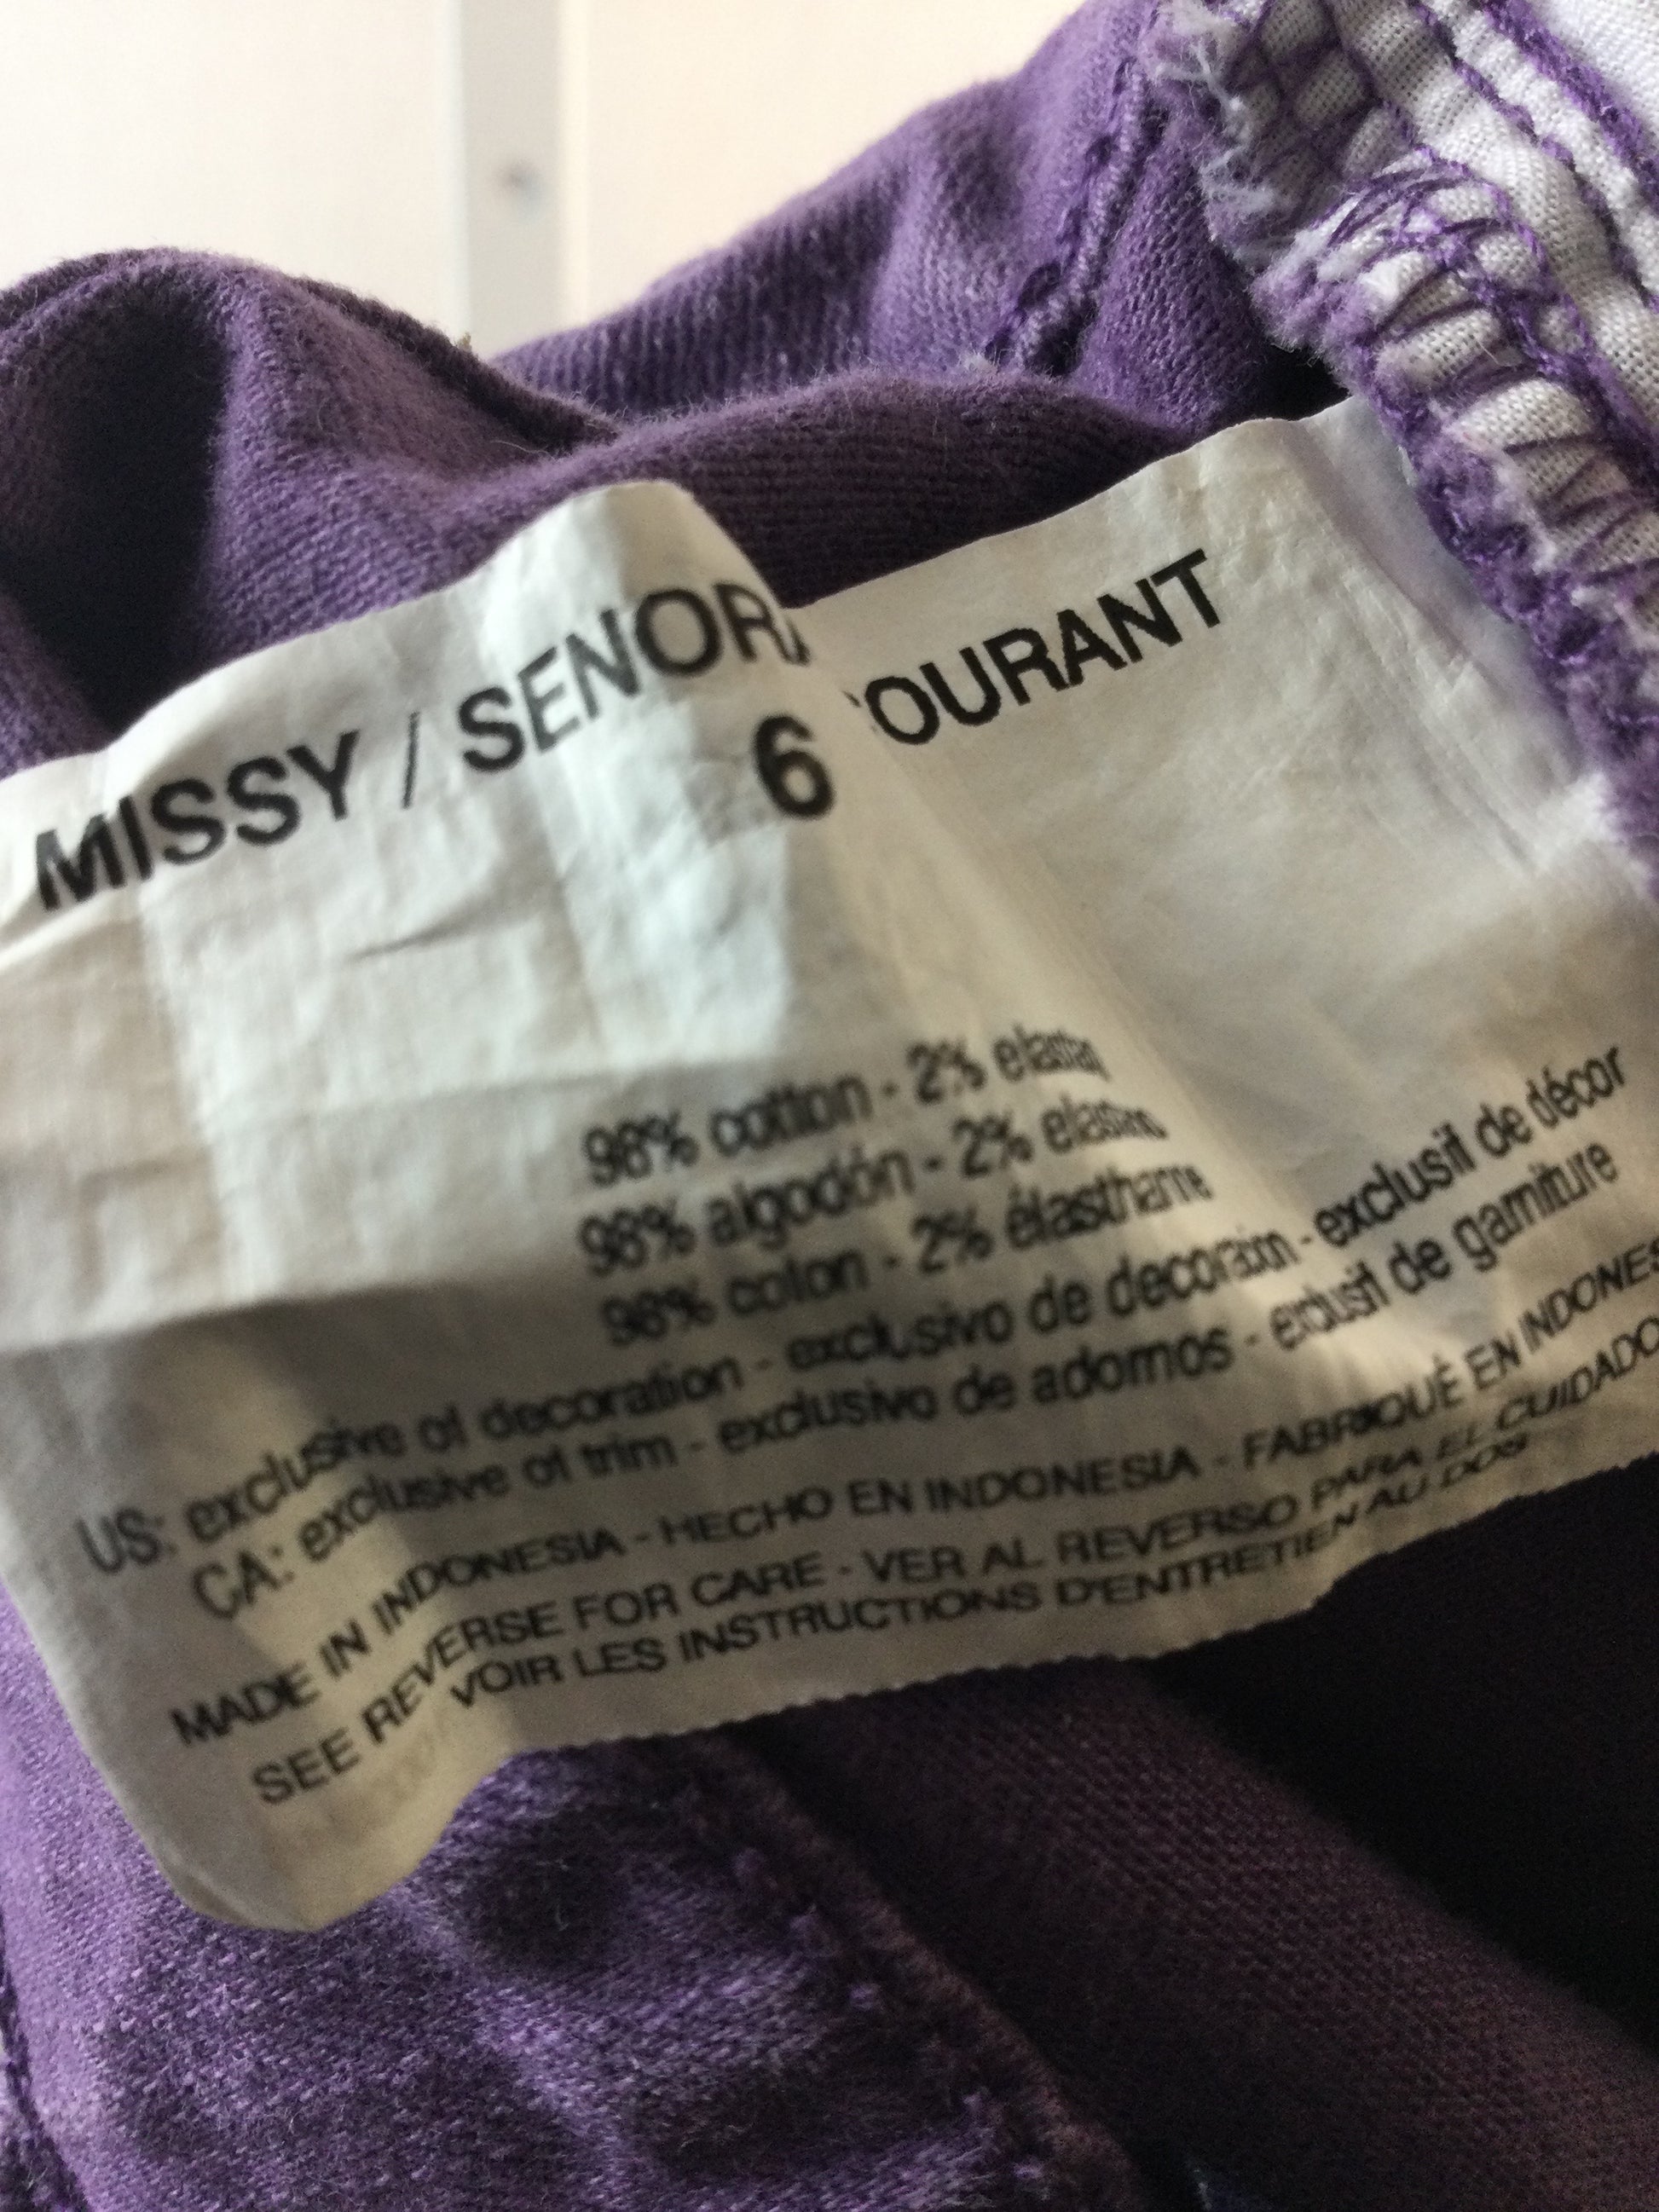 MISSY / SENOR OURANT
6
98% cotton - 2%
98% algodón - 2%
98% coton - 2% élasthanne
US: exclusive of decoration - exclusivo de decoración - exclusif de décor
CA: exclusive of trim - exclusivo de adornos - exclusif de garniture
MADE IN INDONESIA - HECHO EN INDONESIA - FABRIQUÉ EN INDONES
SEE REVERSE FOR CARE - VER AL REVERSO PARA EL CUIDADO
VOIR LES INSTRUCTIONS D'ENTRETIEN AU DOS